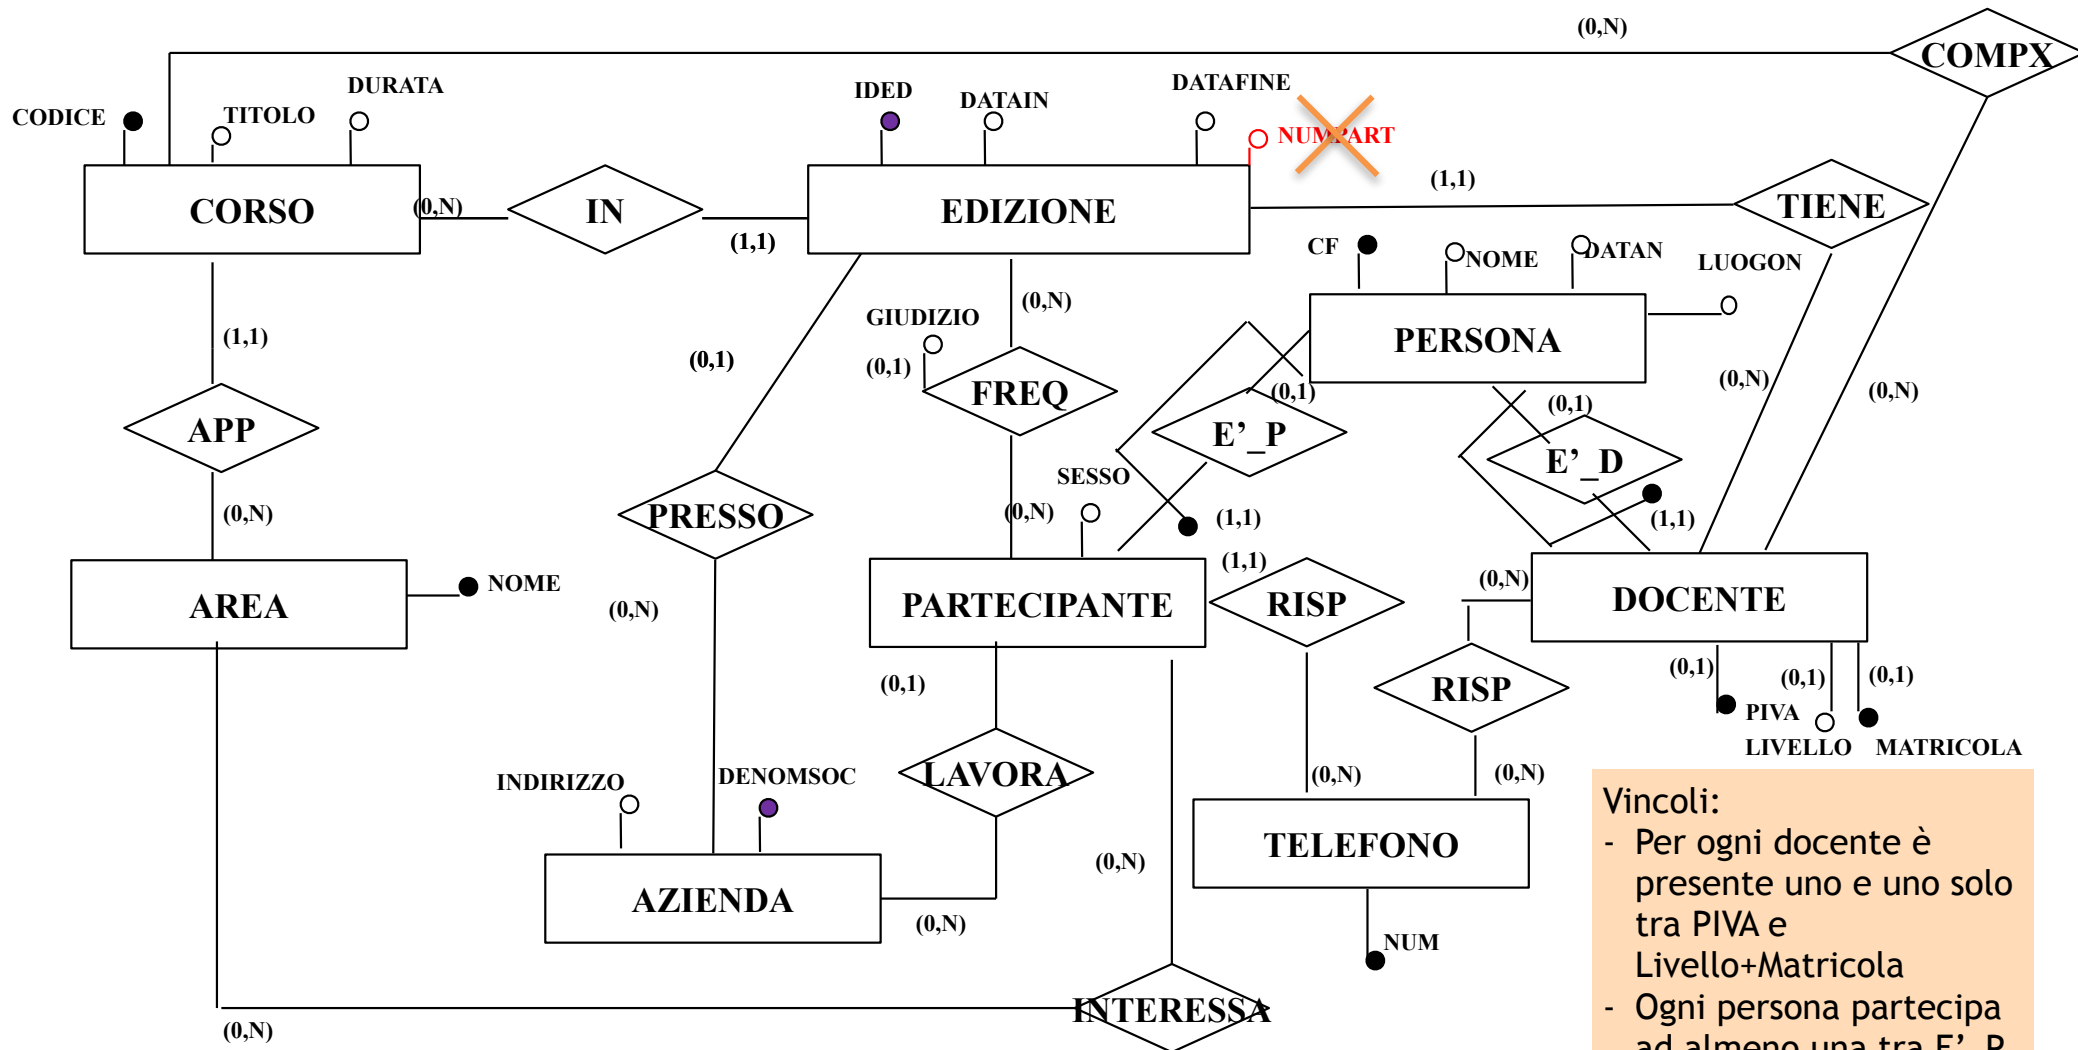 (0,N)
COMPX
CODICE
TITOLO
DURATA
IDED
DATAIN
DATAFINE
NUMPART
CORSO
(0,N)
IN
(1,1)
EDIZIONE
(1,1)
TIENE
CF
NOME
DATAN
LUOGON
PERSONA
(1,1)
(0,1)
GIUDIZIO
(0,1)
(0,N)
FREQ
(0,1)
(0,1)
(0,N)
(0,N)
APP
E'_P
E'_D
SESSO
(0,N)
PRESSO
(0,N)
(1,1)
(1,1)
(1,1)
AREA
NOME
(0,N)
PARTECIPANTE
RISP
(0,N)
DOCENTE
(0,1)
RISP
(0,1)
(0,1)
(0,1)
PIVA
LIVELLO
MATRICOLA
INDIRIZZO
DENOMSOC
LAVORA
(0,N)
(0,N)
AZIENDA
(0,N)
(0,N)
TELEFONO
NUM
(0,N)
INTERESSA
Vincoli:
- Per ogni docente è
presente uno e uno solo
tra PIVA e
Livello+Matricola
- Ogni persona partecipa
ad almeno una tra E'_P